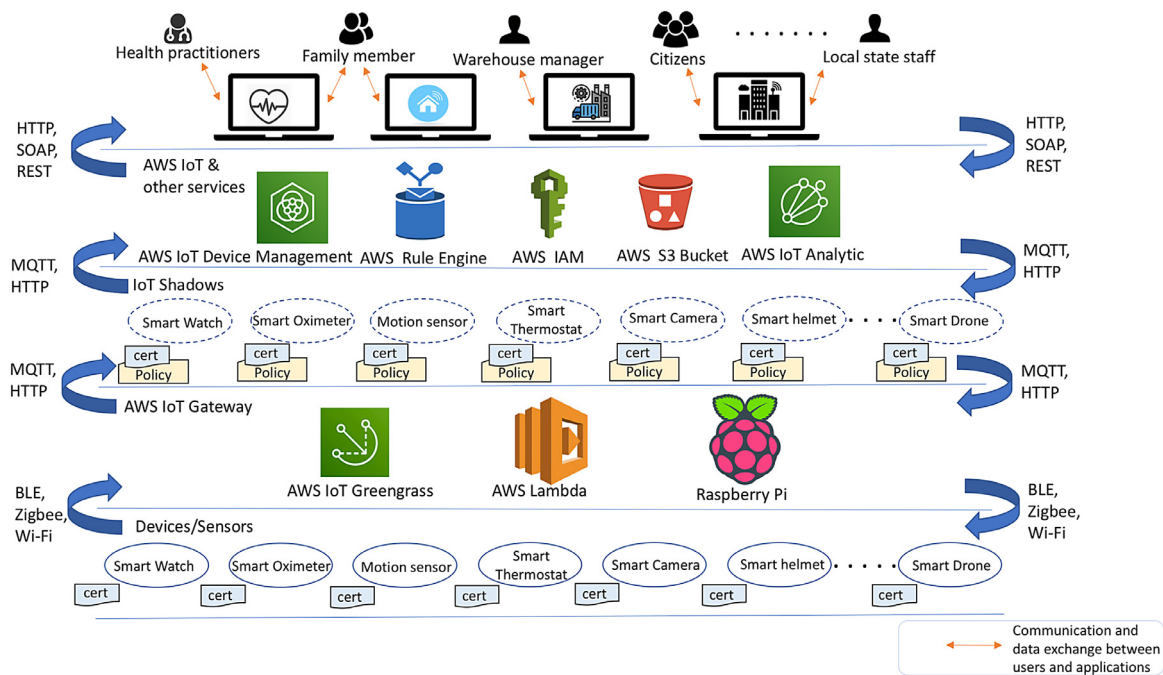 Health practitioners
Family member
Warehouse manager
Citizens
Local state staff
HTTP,
SOAP,
REST
HTTP,
SOAP,
REST
AWS IoT &
other services
AWS IoT Device Management
AWS Rule Engine
AWS IAM
AWS S3 Bucket
AWS IoT Analytic
MQTT,
HTTP
MQTT,
HTTP
IoT Shadows
Smart Watch
Smart Oximeter
Motion sensor
Smart
Thermostat
Smart Camera
Smart helmet
Smart Drone
cert
Policy
cert
Policy
cert
Policy
cert
Policy
cert
Policy
cert
Policy
cert
Policy
MQTT,
HTTP
MQTT,
HTTP
AWS IoT Gateway
AWS IoT Greengrass
AWS Lambda
Raspberry Pi
BLE,
Zigbee,
Wi-Fi
BLE,
Zigbee,
Wi-Fi
Devices/Sensors
Smart Watch
Smart Oximeter
Motion sensor
Smart
Thermostat
Smart Camera
Smart helmet
Smart Drone
cert
cert
cert
cert
cert
cert
cert
Communication and
data exchange between
users and applications